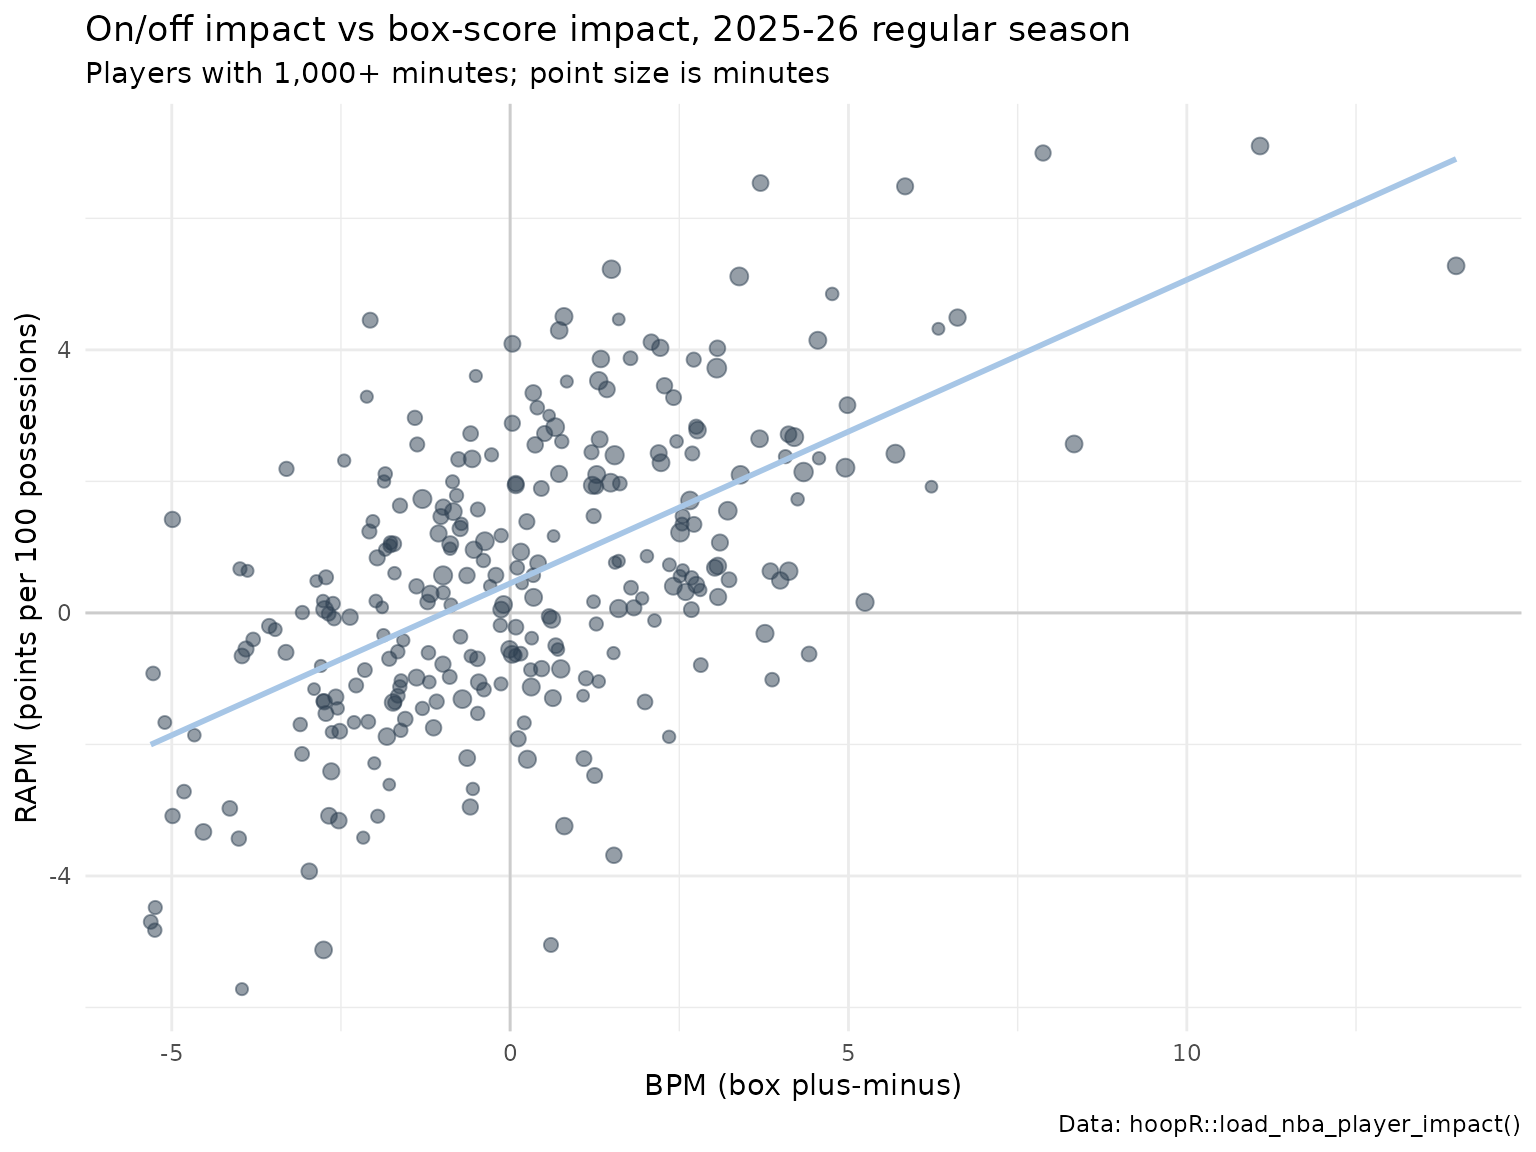 On/off impact vs box-score impact, 2025-26 regular season
Players with 1,000+ minutes; point size is minutes
RAPM (points per 100 possessions)
4
0
-4
-5
0
5
10
BPM (box plus-minus)
Data: hoopR::load_nba_player_impact()